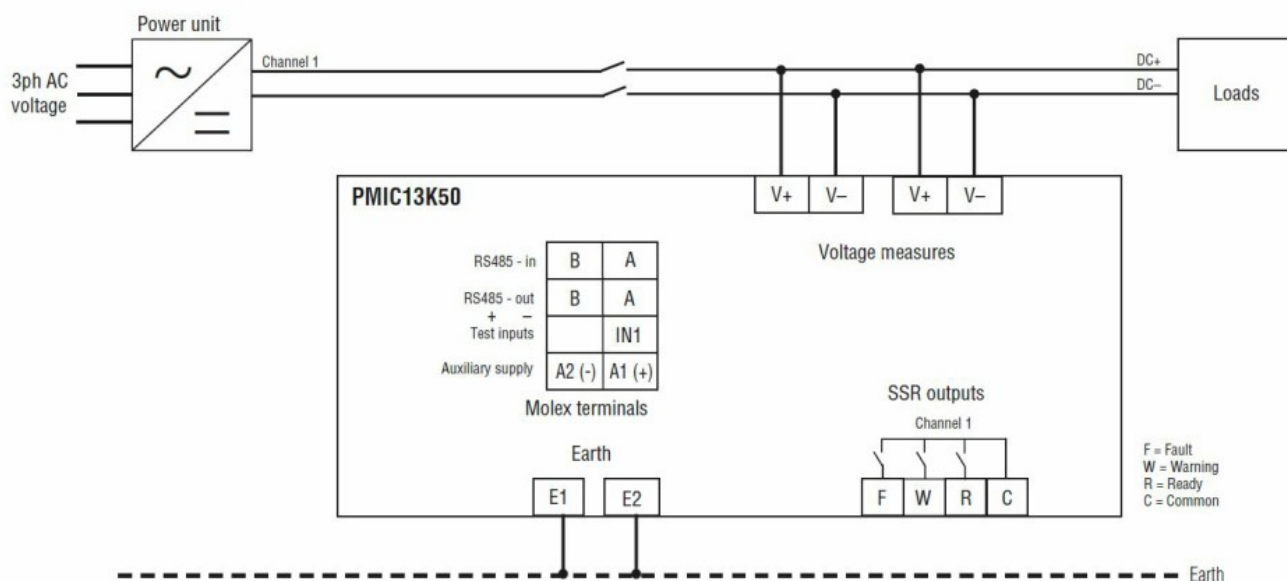 Power unit
3ph AC
voltage
Channel 1
DC+
DC–
Loads
PMIC13K50
V+ V– V+ V–
Voltage measures
RS485 - in B A
RS485 - out B A
+ –
Test inputs IN1
Auxiliary supply A2 (-) A1 (+)
Molex terminals
SSR outputs
Channel 1
F W R C
F = Fault
W = Warning
R = Ready
C = Common
Earth
E1 E2
Earth